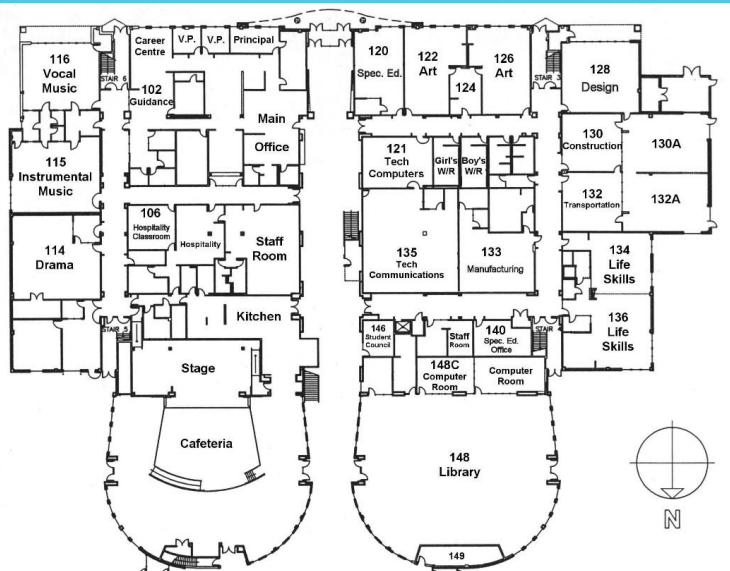 Career
Centre
V.P.
V.P.
Principal
116
Vocal
Music
STAIR 6
102
Guidance
Main
Office
120
Spec. Ed.
122
Art
124
126
Art
STAIR 3
128
Design
115
Instrumental
Music
121
Tech
Computers
Girl's
W/R
Boy's
W/R
130
Construction
130A
132
Transportation
132A
106
Hospitality
Classroom
Hospitality
Staff
Room
114
Drama
135
Tech
Communications
133
Manufacturing
134
Life
Skills
Kitchen
STAIR 5
146
Student
Council
Staff
Room
140
Spec. Ed.
Office
STAIR 4
136
Life
Skills
Stage
148C
Computer
Room
Computer
Room
Cafeteria
148
Library
149
N